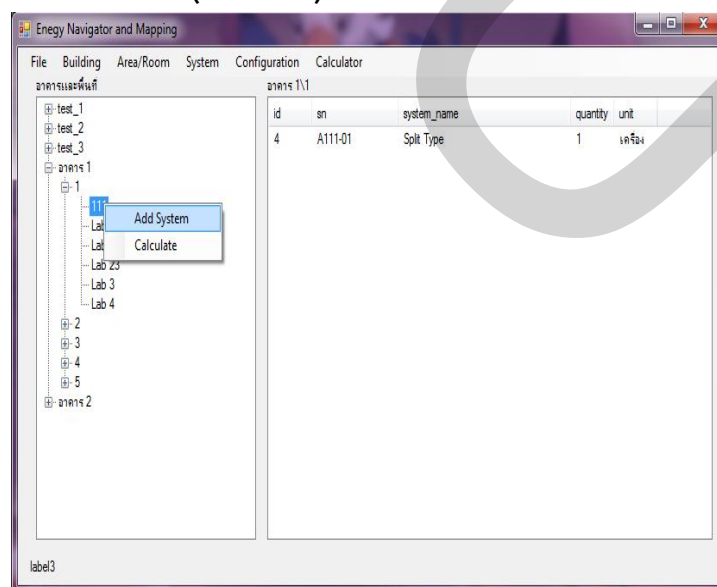 Enegy Navigator and Mapping
File Building Area/Room System Configuration Calculator
อาคารและพื้นที่
อาคาร 1\1
id sn system_name quantity unit
4 A111-01 Split Type 1 เครื่อง
test_1
test_2
test_3
อาคาร 1
1
111
Add System
Calculate
Lab 23
Lab 3
Lab 4
2
3
4
5
อาคาร 2
label3